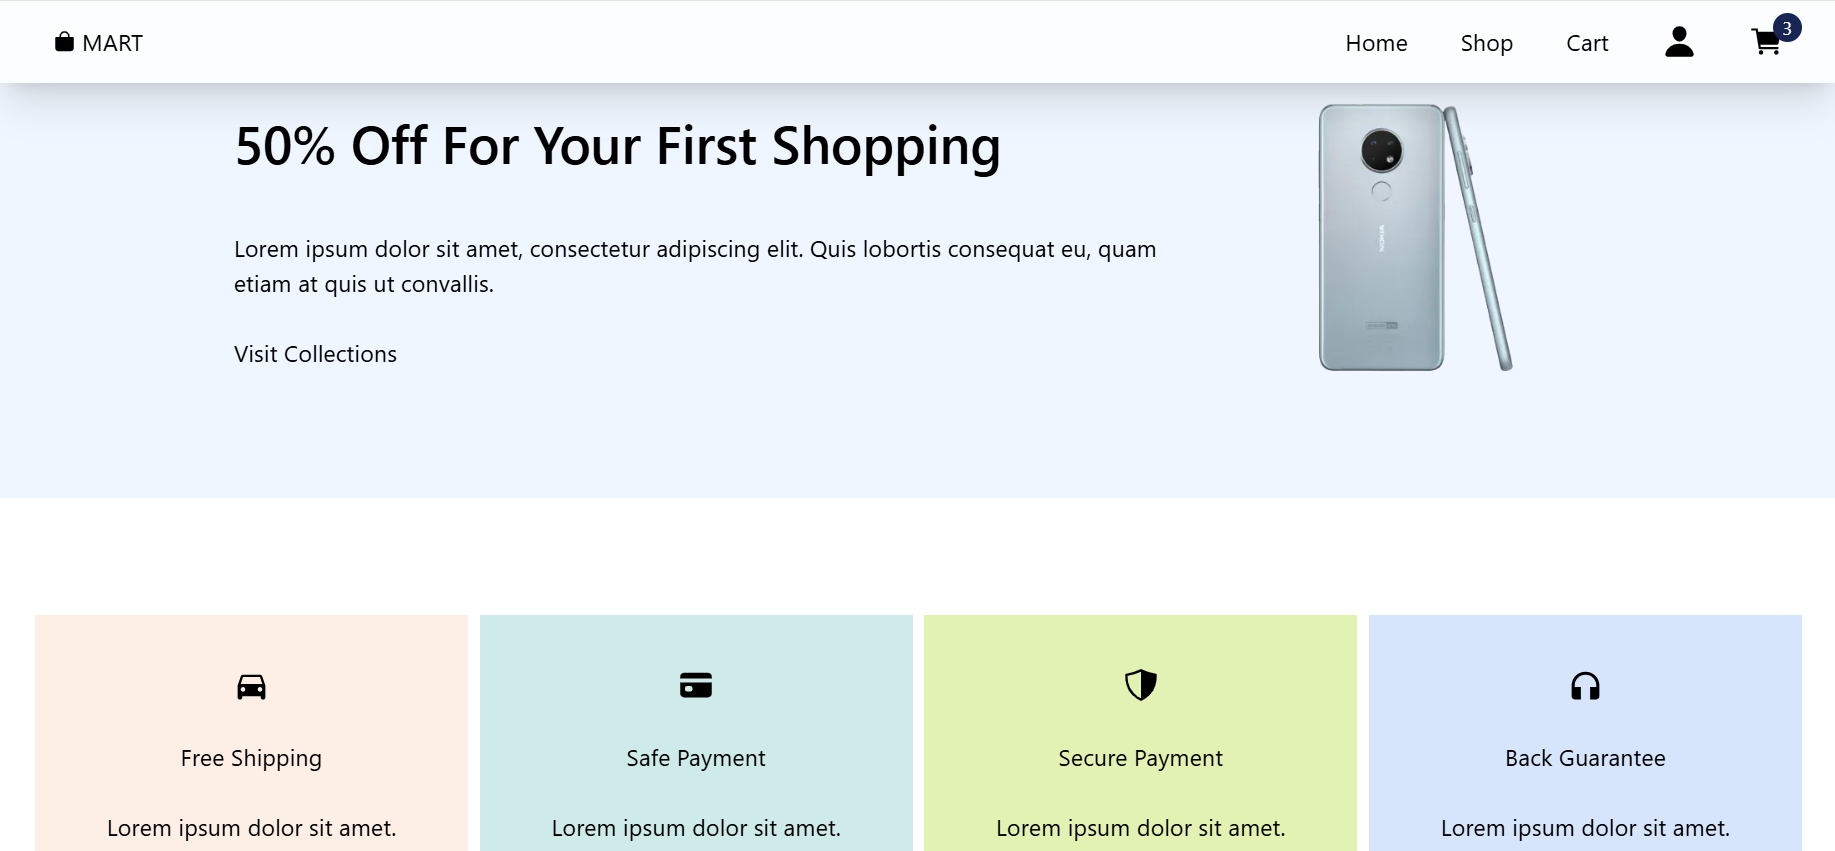 MART
Home
Shop
Cart
3
50% Off For Your First Shopping
Lorem ipsum dolor sit amet, consectetur adipiscing elit. Quis lobortis consequat eu, quam
etiam at quis ut convallis.
Visit Collections
NOKIA
Free Shipping
Lorem ipsum dolor sit amet.
Safe Payment
Lorem ipsum dolor sit amet.
Secure Payment
Lorem ipsum dolor sit amet.
Back Guarantee
Lorem ipsum dolor sit amet.